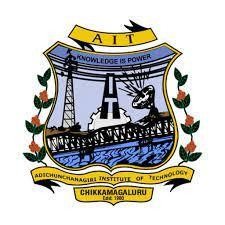 AIT
KNOWLEDGE IS POWER
ADICHUNCHANAGIRI INSTITUTE OF TECHNOLOGY
CHIKKAMAGALURU
Estd: 1980